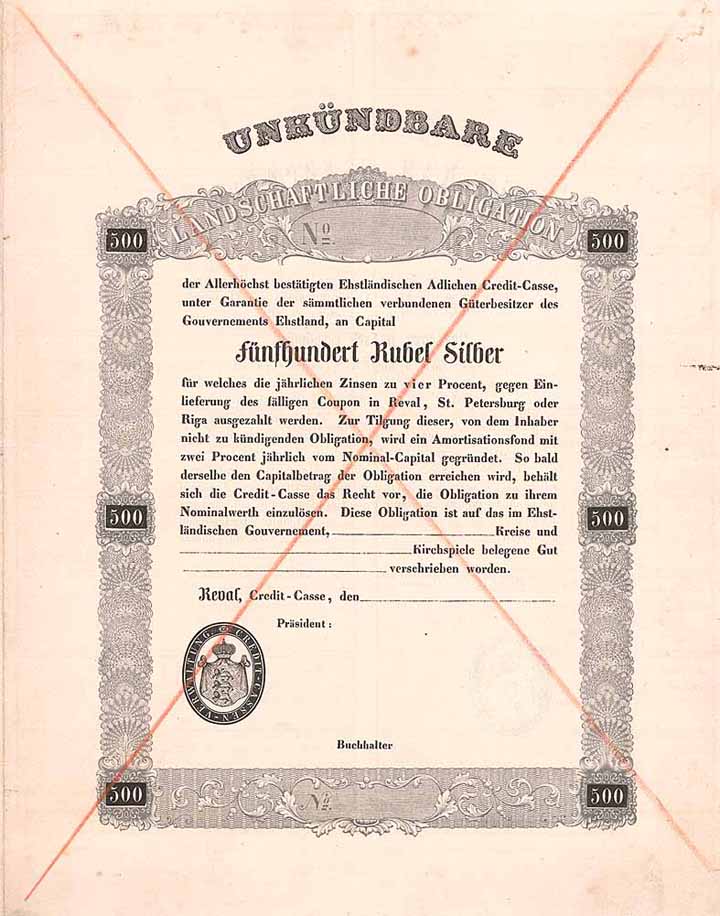 UNKÜNDBARE
LANDSCHAFTLICHE OBLIGATION
No
500 500
der Allerhöchst bestätigten Ehstländischen Adlichen Credit-Casse,
unter Garantie der sämmtlichen verbundenen Güterbesitzer des
Gouvernements Ehstland, an Capital
Fünfhundert Rubel Silber
für welches die jährlichen Zinsen zu vier Procent, gegen Ein-
lieferung des fälligen Coupon in Reval, St. Petersburg oder
Riga ausgezahlt werden. Zur Tilgung dieser, von dem Inhaber
nicht zu kündigenden Obligation, wird ein Amortisationsfond mit
zwei Procent jährlich vom Nominal-Capital gegründet. So bald
derselbe den Capitalbetrag der Obligation erreichen wird, behält
sich die Credit-Casse das Recht vor, die Obligation zu ihrem
Nominalwerth einzulösen. Diese Obligation ist auf das im Ehst-
500 500
ländischen Gouvernement, Kreise und
Kirchspiele belegene Gut
verschrieben worden.
Reval, Credit-Casse, den
Präsident:
VERWALTUNG CREDIT-CASSEN
Buchhalter
500 500
No